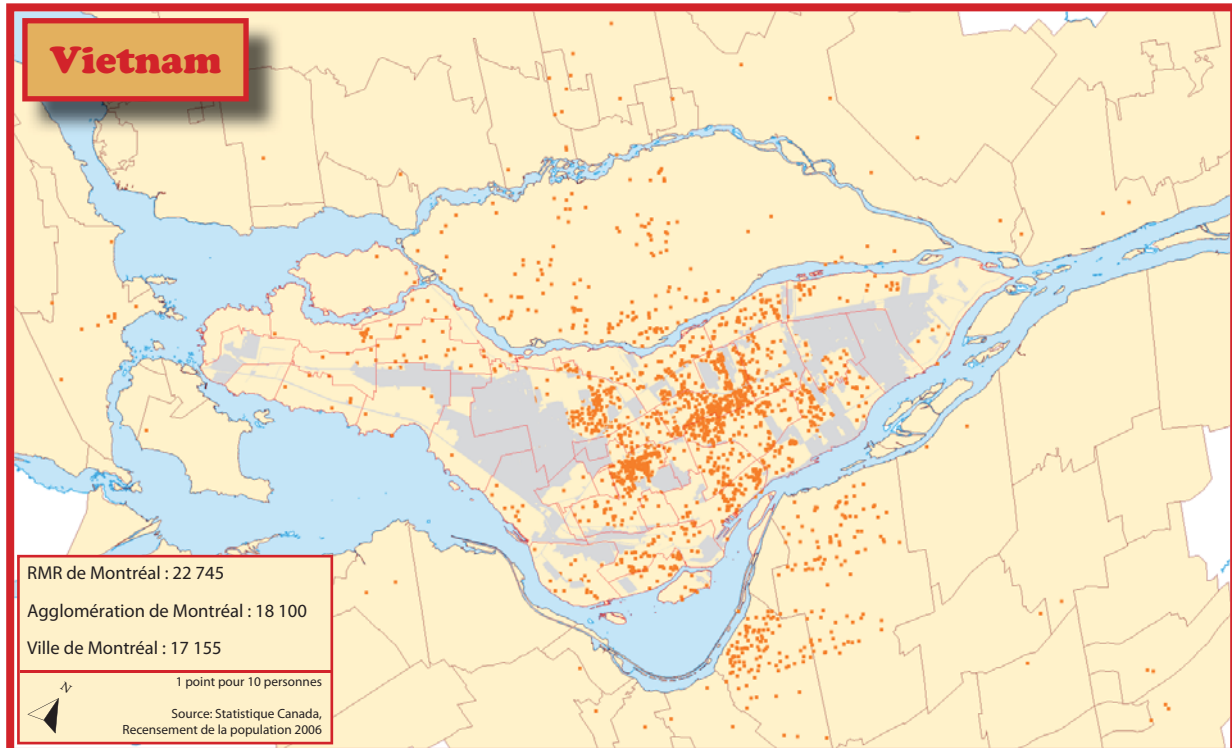 Vietnam
RMR de Montréal : 22 745
Agglomération de Montréal : 18 100
Ville de Montréal : 17 155
N
1 point pour 10 personnes
Source: Statistique Canada,
Recensement de la population 2006